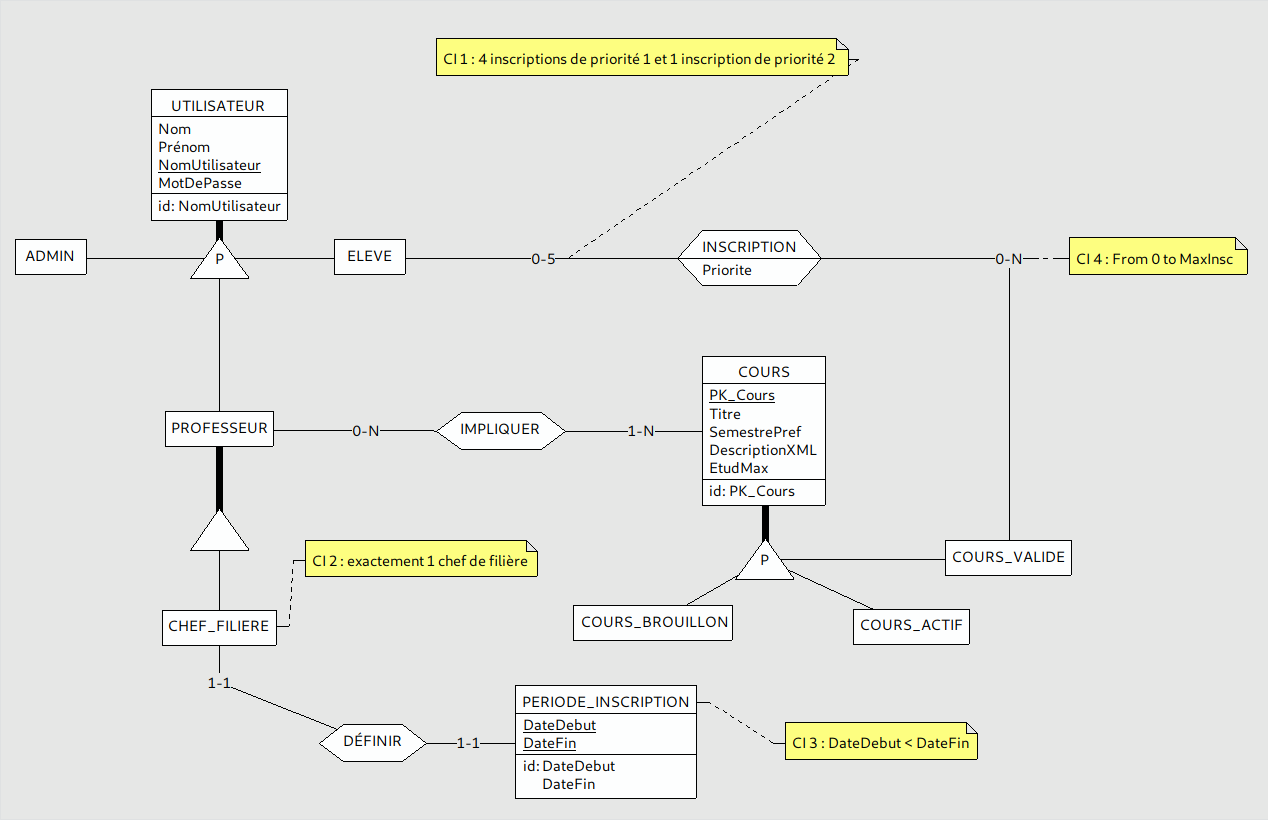 CI 1 : 4 inscriptions de priorité 1 et 1 inscription de priorité 2
UTILISATEUR
Nom
Prénom
NomUtilisateur
MotDePasse
id: NomUtilisateur
ADMIN
P
ELEVE
0-5
INSCRIPTION
Priorite
0-N
CI 4 : From 0 to MaxInsc
PROFESSEUR
0-N
IMPLIQUER
1-N
COURS
PK_Cours
Titre
SemestrePref
DescriptionXML
EtudMax
id: PK_Cours
CI 2 : exactement 1 chef de filière
P
COURS_VALIDE
CHEF_FILIERE
COURS_BROUILLON
COURS_ACTIF
1-1
DÉFINIR
1-1
PERIODE_INSCRIPTION
DateDebut
DateFin
id: DateDebut
DateFin
CI 3 : DateDebut < DateFin